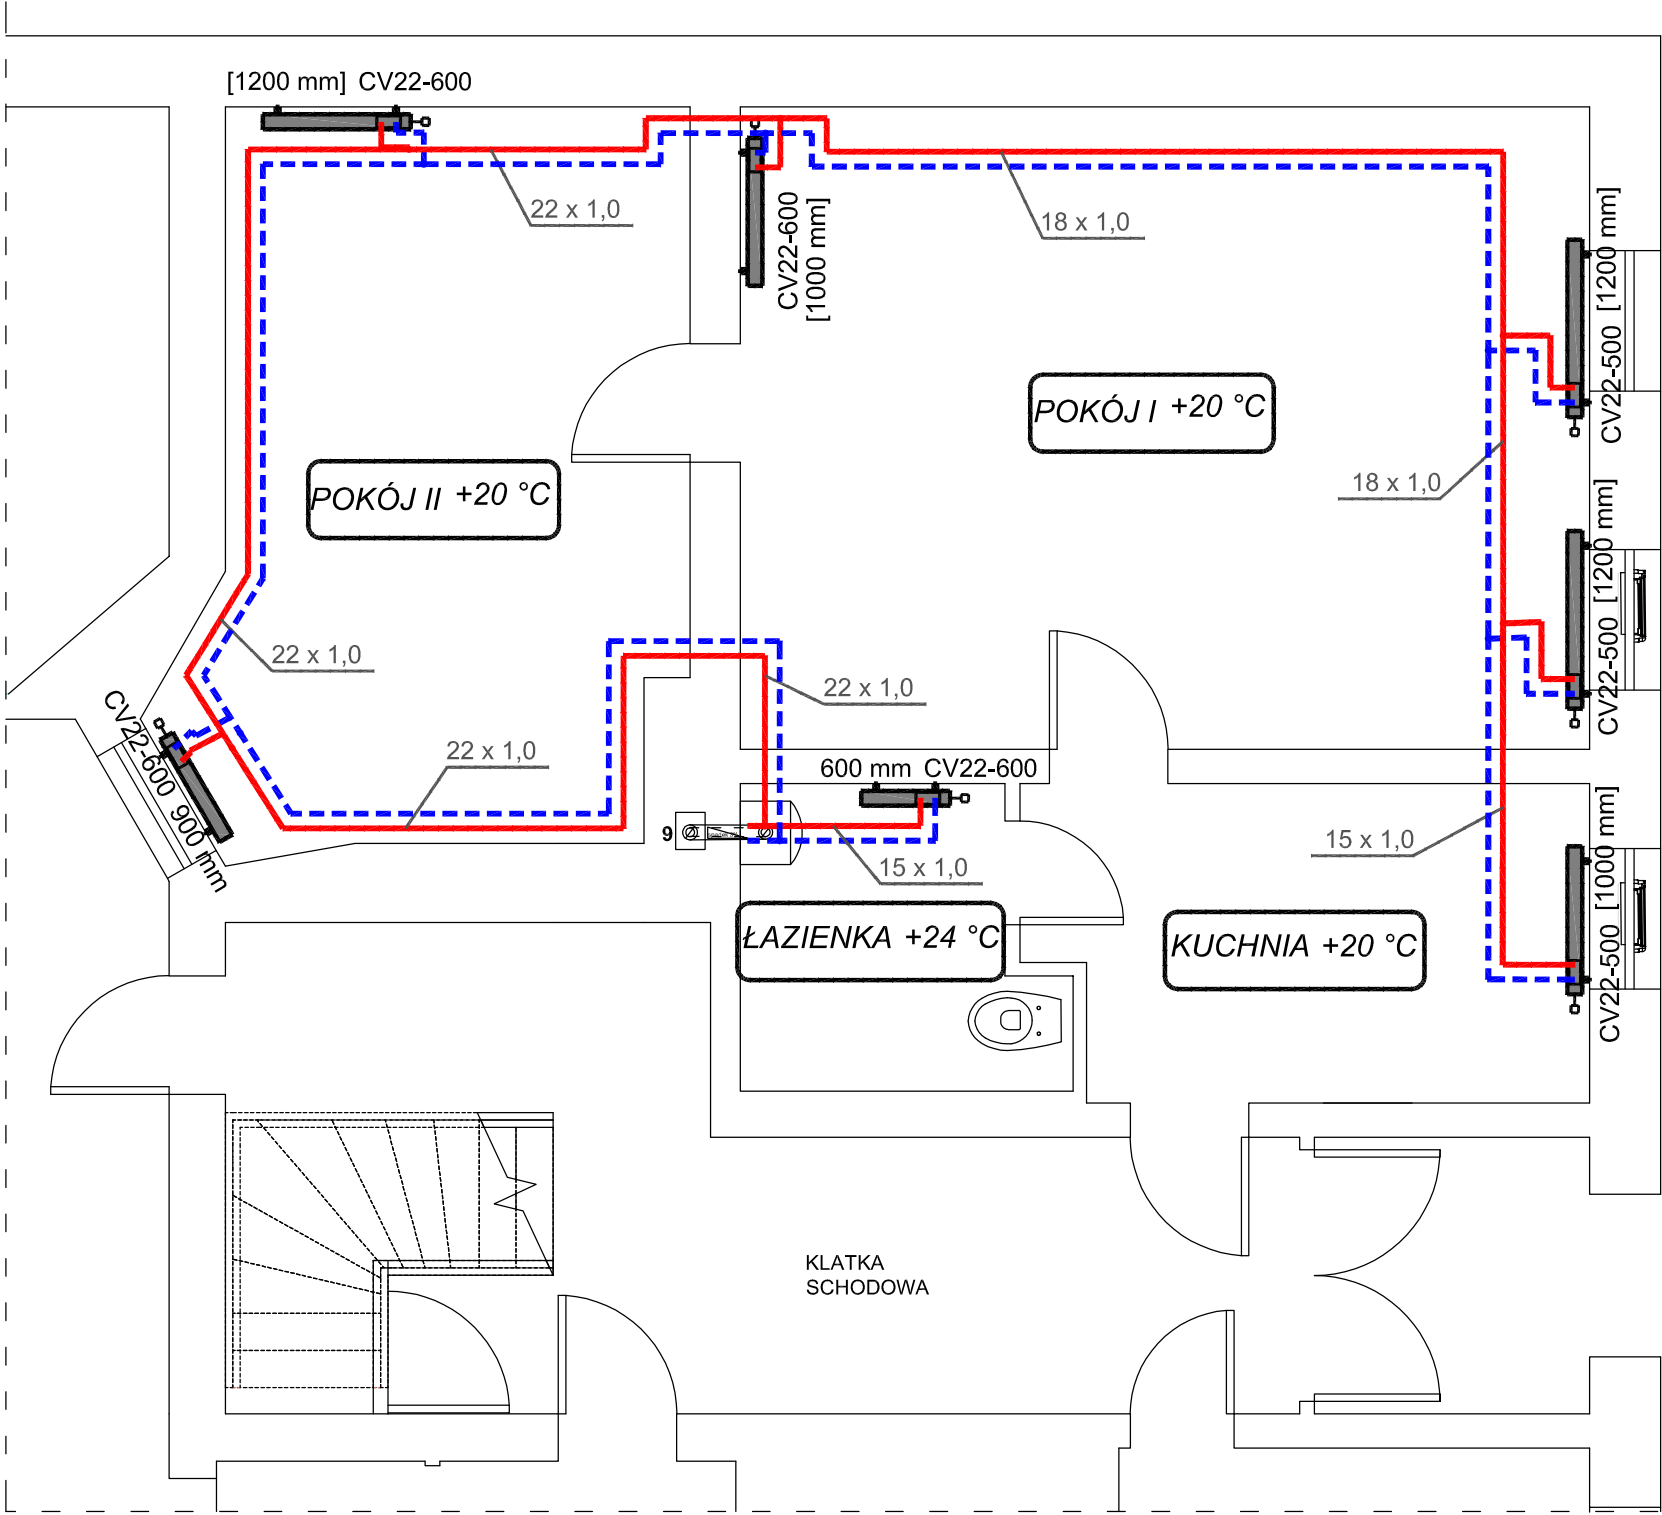 [1200 mm] CV22-600
22 x 1,0
CV22-600
[1000 mm]
18 x 1,0
CV22-500 [1200 mm]
POKÓJ I +20 °C
POKÓJ II +20 °C
18 x 1,0
CV22-500 [1200 mm]
22 x 1,0
22 x 1,0
CV22-600 900 mm
22 x 1,0
600 mm CV22-600
9
15 x 1,0
15 x 1,0
CV22-500 [1000 mm]
ŁAZIENKA +24 °C
KUCHNIA +20 °C
KLATKA
SCHODOWA